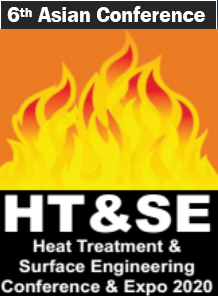 6th Asian Conference
HT&SE
Heat Treatment &
Surface Engineering
Conference & Expo 2020